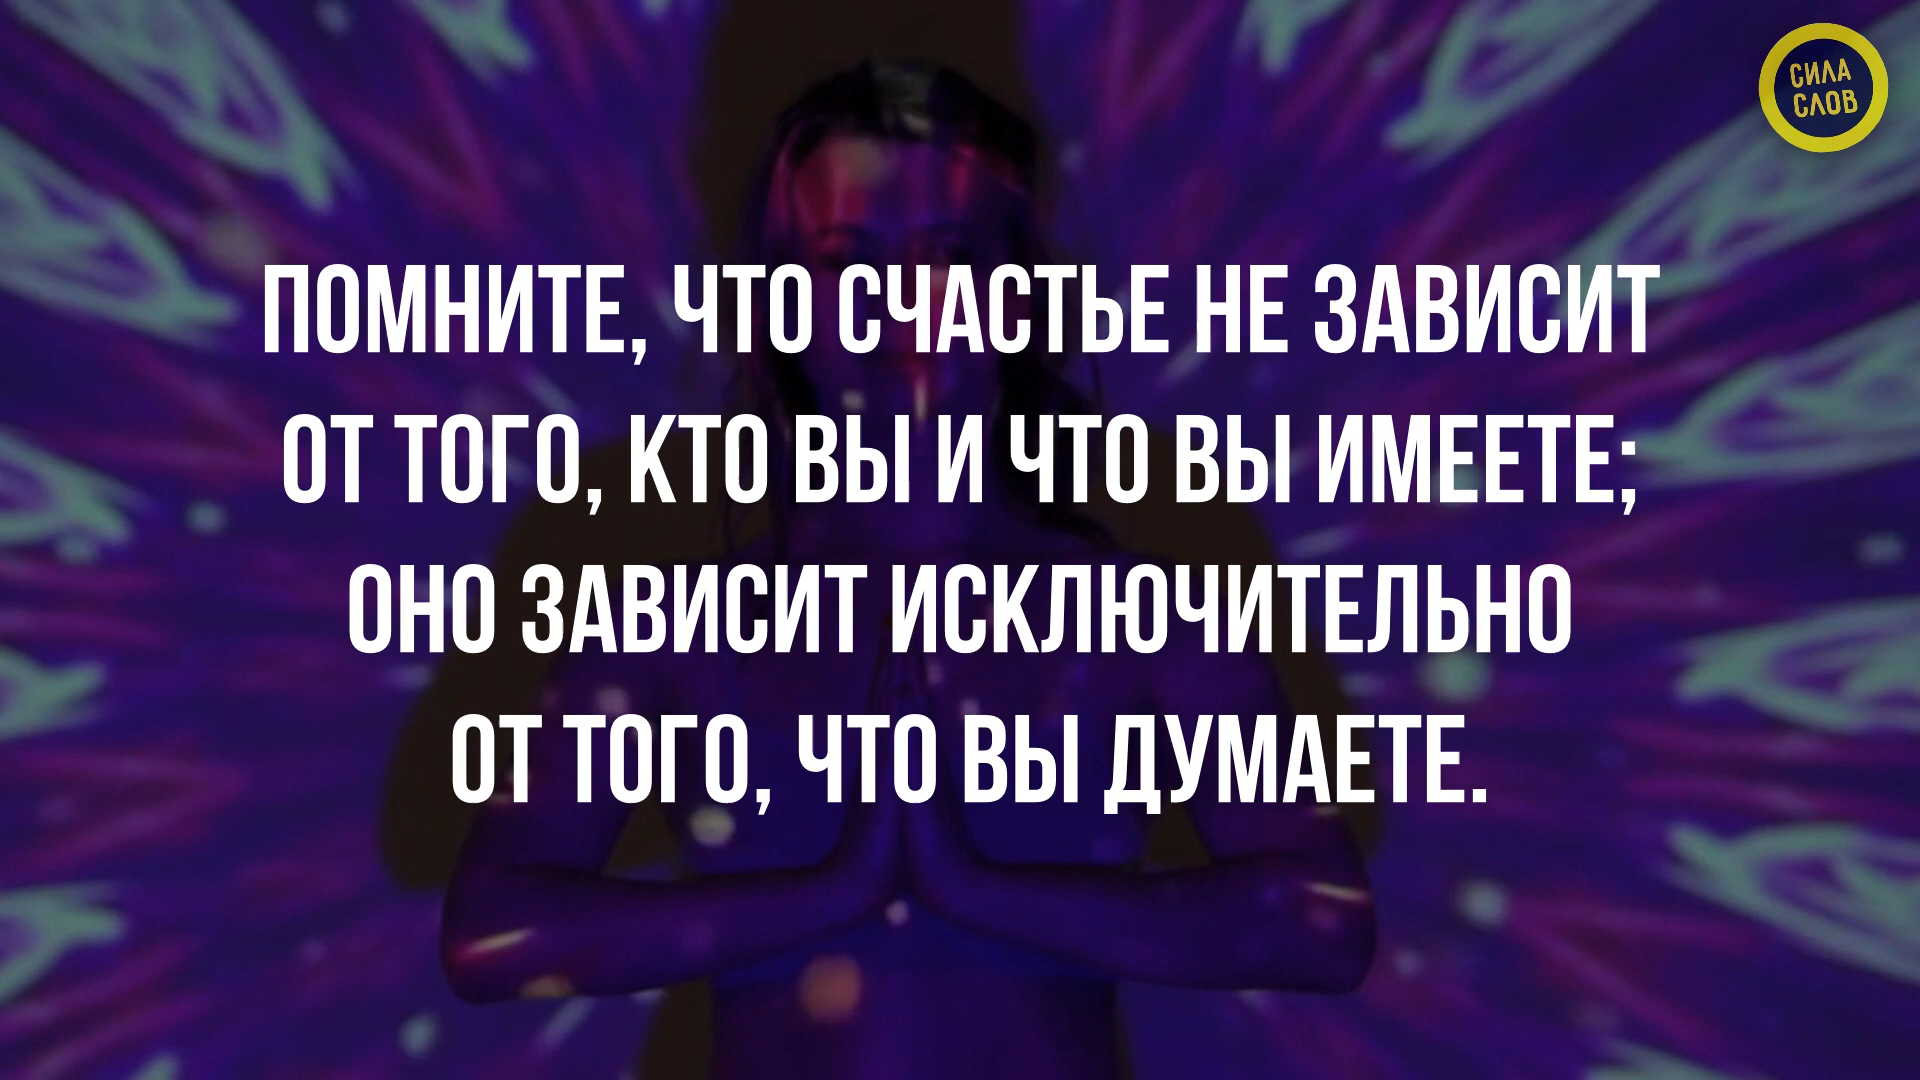 СИЛА
СЛОВ
ПОМНИТЕ, ЧТО СЧАСТЬЕ НЕ ЗАВИСИТ
ОТ ТОГО, КТО ВЫ И ЧТО ВЫ ИМЕЕТЕ;
ОНО ЗАВИСИТ ИСКЛЮЧИТЕЛЬНО
ОТ ТОГО, ЧТО ВЫ ДУМАЕТЕ.